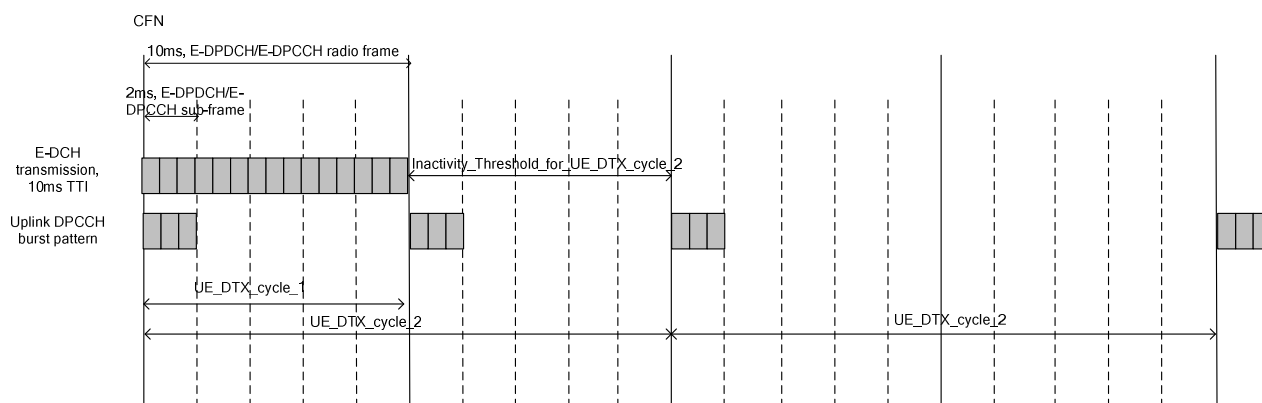 CFN
10ms, E-DPDCH/E-DPCCH radio frame
2ms, E-DPDCH/E-
DPCCH sub-frame
E-DCH
transmission,
10ms TTI
Inactivity_Threshold_for_UE_DTX_cycle_2
Uplink DPCCH
burst pattern
UE_DTX_cycle_1
UE_DTX_cycle_2
UE_DTX_cycle_2